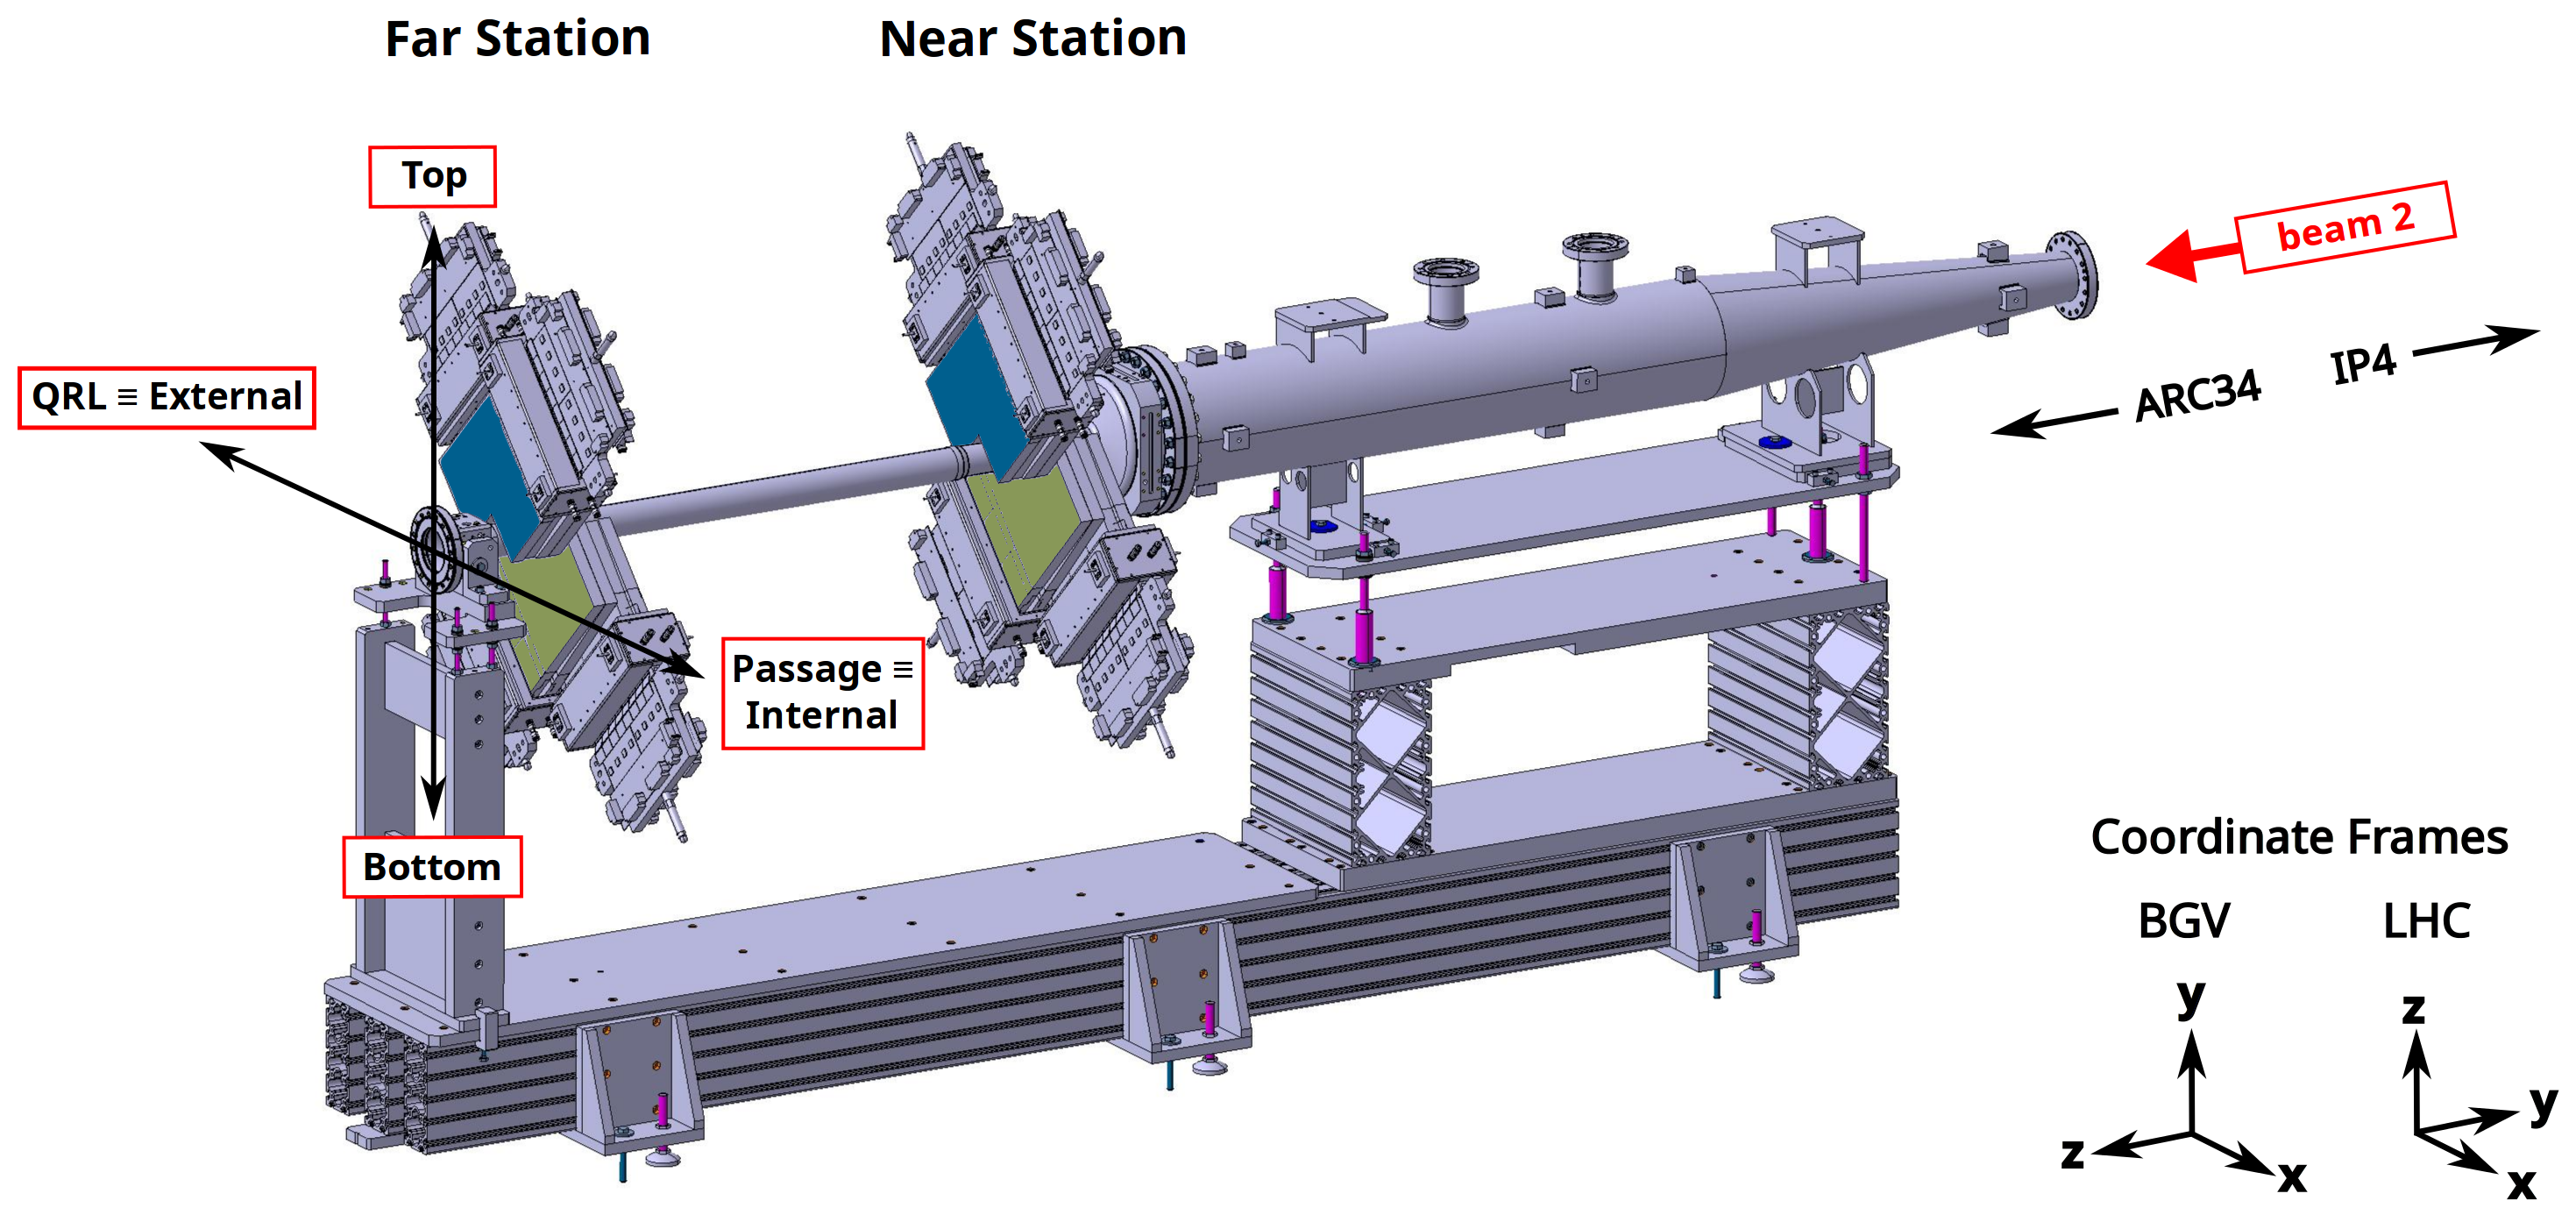 Far Station
Near Station
Top
beam 2
QRL ≡ External
IP4
ARC34
Passage ≡
Internal
Bottom
Coordinate Frames
BGV
LHC
y
z
x
z
y
x